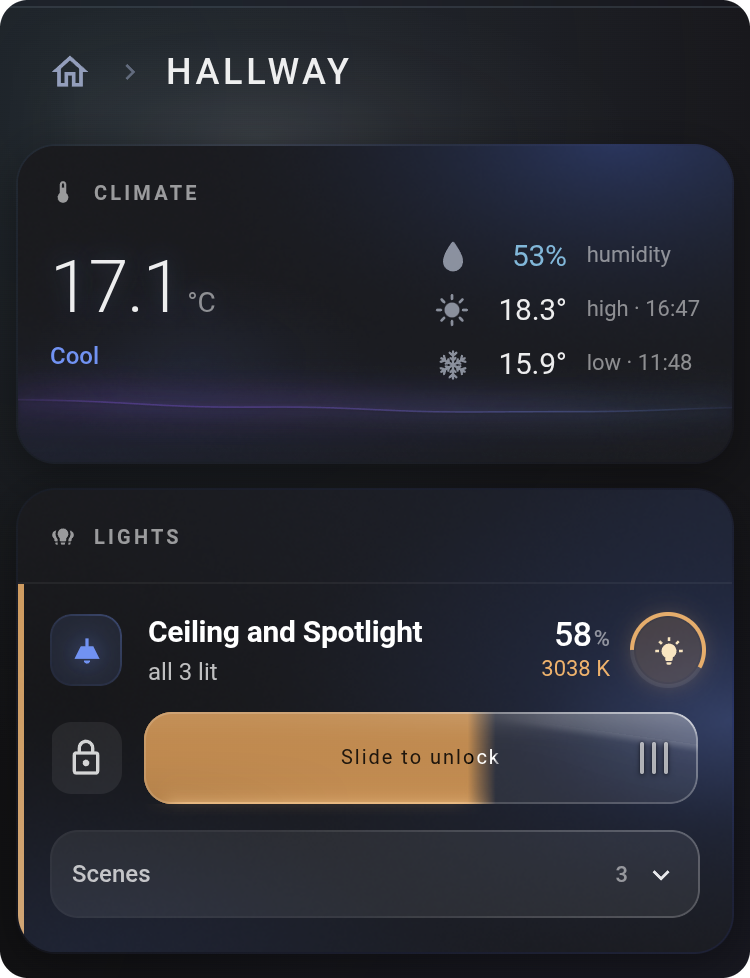 HALLWAY
CLIMATE
17.1 °C
Cool
53% humidity
18.3° high · 16:47
15.9° low · 11:48
LIGHTS
Ceiling and Spotlight
all 3 lit
58%
3038 K
Slide to unlock
Scenes 3